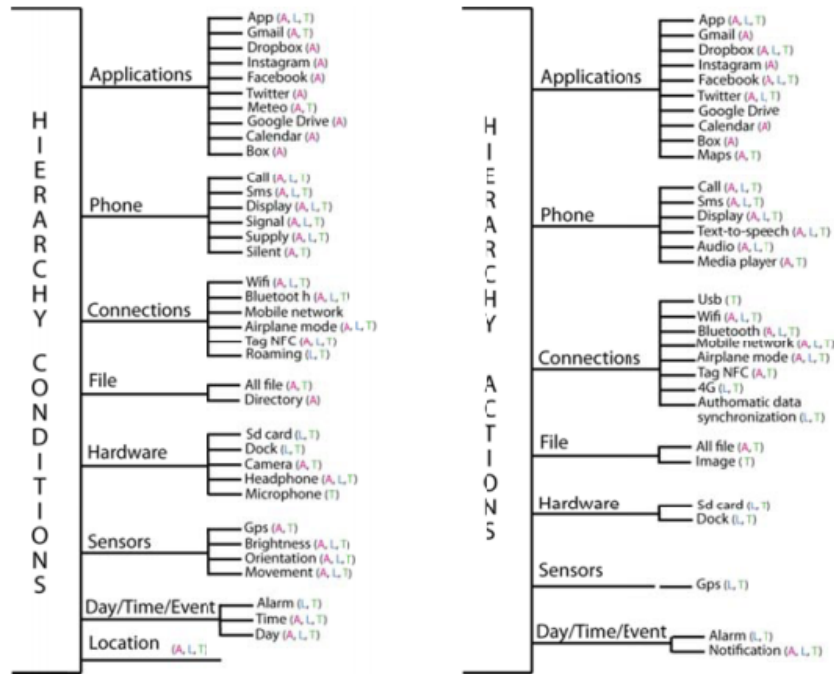 HIERARCHY CONDITIONS
Applications
App (A, L, T)
Gmail (A, T)
Dropbox (A)
Instagram (A)
Facebook (A)
Twitter (A)
Meteo (A, T)
Google Drive (A)
Calendar (A)
Box (A)
Phone
Call (A, L, T)
Sms (A, L, T)
Display (A, L, T)
Signal (A, L, T)
Supply (A, L, T)
Silent (A, T)
Connections
Wifi (A, L, T)
Bluetooth (A, L, T)
Mobile network
Airplane mode (A, L, T)
Tag NFC (A, L, T)
Roaming (L, T)
File
All file (A, T)
Directory (A)
Hardware
Sd card (L, T)
Dock (L, T)
Camera (A, T)
Headphone (A, L, T)
Microphone (T)
Sensors
Gps (A, T)
Brightness (A, L, T)
Orientation (A, L, T)
Movement (A, L, T)
Day/Time/Event
Alarm (L, T)
Time (A, L, T)
Day (A, L, T)
Location (A, L, T)
HIERARCHY ACTIONS
Applications
App (A, L, T)
Gmail (A)
Dropbox (A, L, T)
Instagram (A)
Facebook (A, L, T)
Twitter (A, L, T)
Google Drive
Calendar (A)
Box (A)
Maps (A, T)
Phone
Call (A, L, T)
Sms (A, L, T)
Display (A, L, T)
Text-to-speech (A, L, T)
Audio (A, L, T)
Media player (A, T)
Connections
Usb (T)
Wifi (A, L, T)
Bluetooth (A, L, T)
Mobile network (A, L, T)
Airplane mode (A, L, T)
Tag NFC (A, T)
4G (L, T)
Authomatic data
synchronization (L, T)
File
All file (A, T)
Image (T)
Hardware
Sd card (L, T)
Dock (L, T)
Sensors
Gps (L, T)
Day/Time/Event
Alarm (L, T)
Notification (A, L, T)